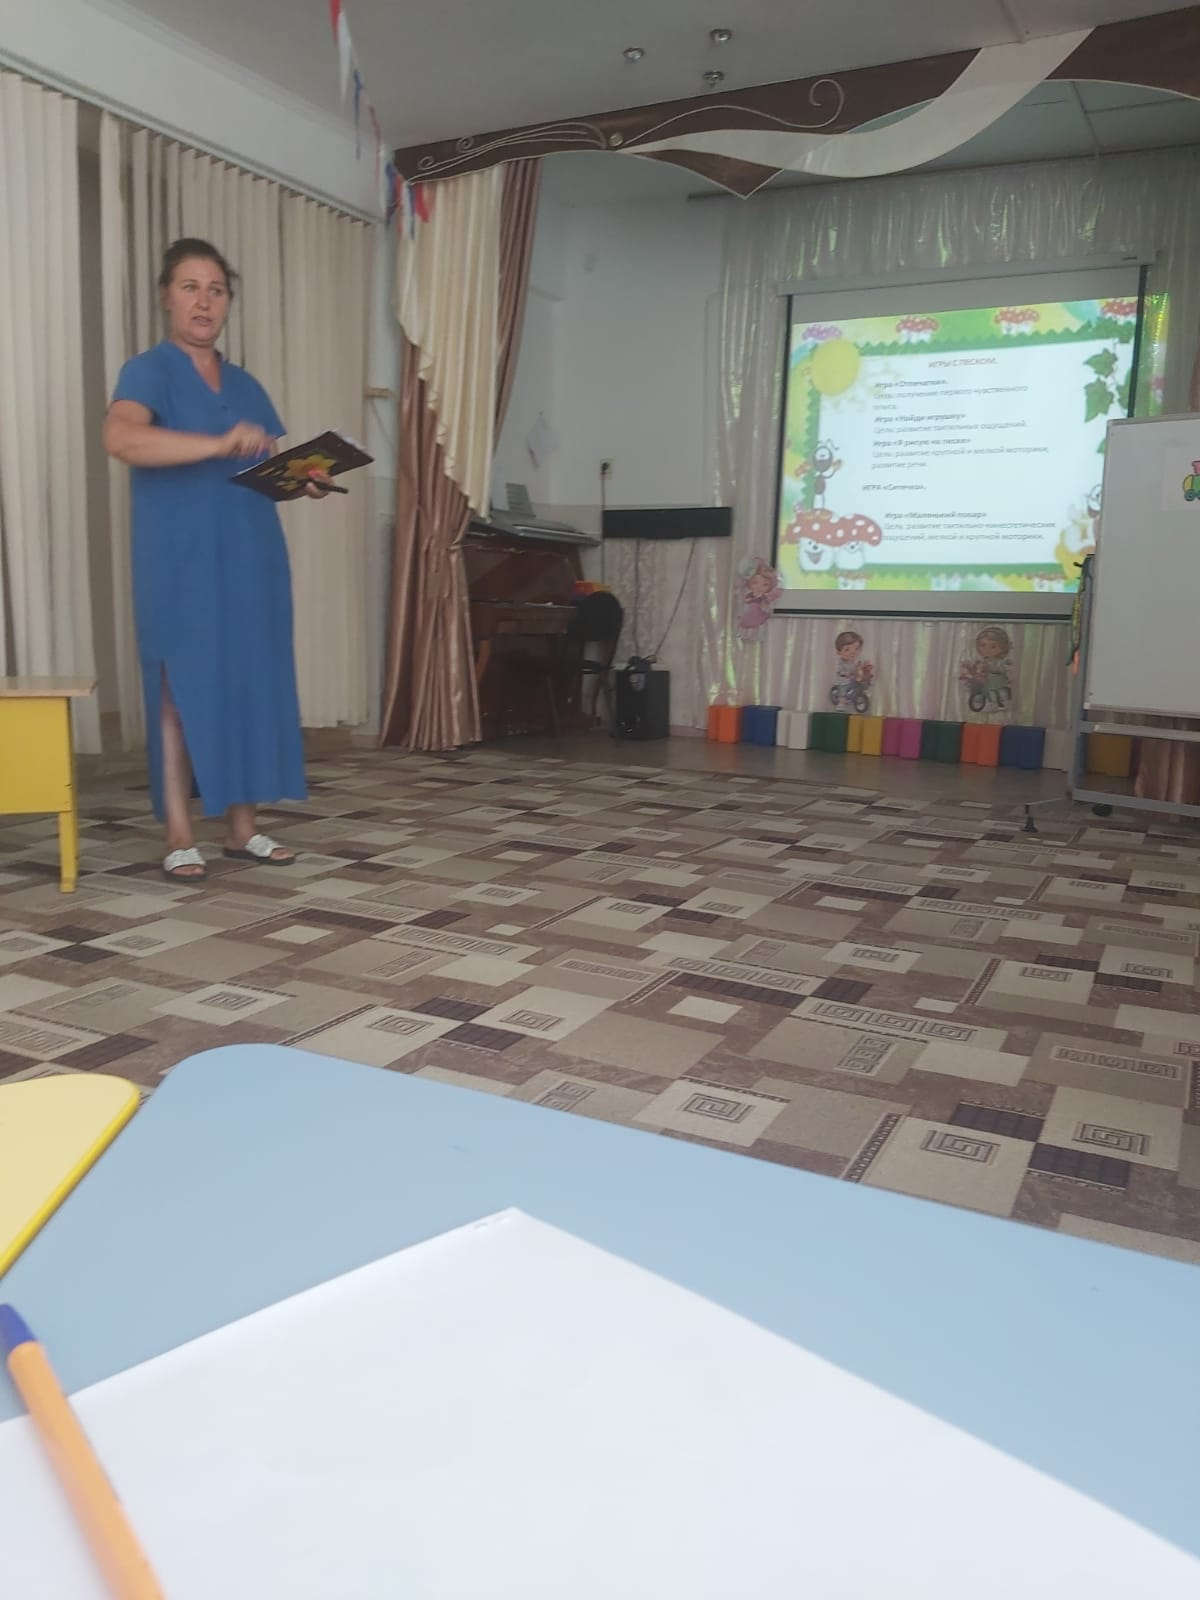 ИГРЫ С ПЕСКОМ.
Игра «Отпечатки».
Цель: получение первого чувственного
опыта.
Игра «Найди игрушку»
Цель: развитие тактильных ощущений.
Игра «Я рисую на песке»
Цель: развитие крупной и мелкой моторики,
развитие речи.
ИГРА «Ситечко».
Игра «Маленький повар»
Цель: развитие тактильно-кинестетических
ощущений, мелкой и крупной моторики.